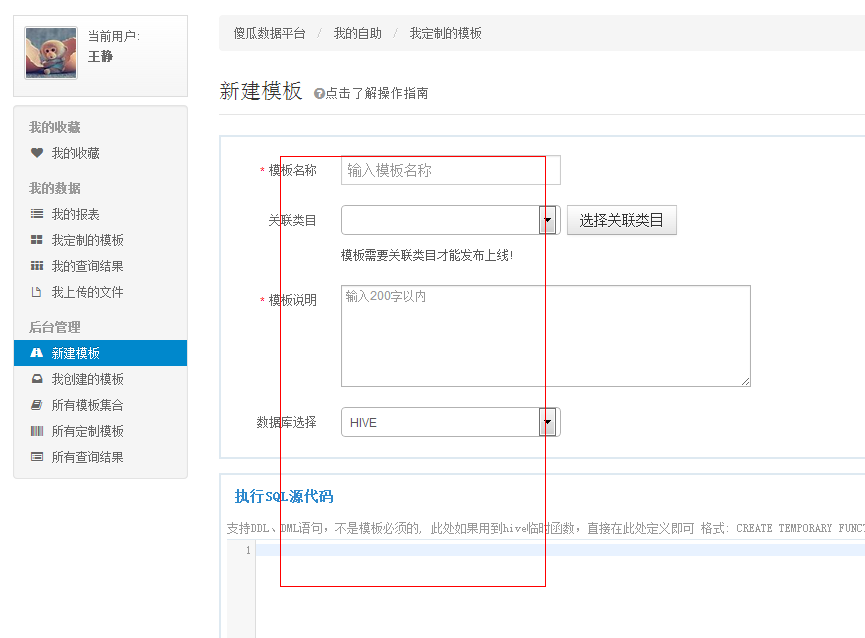 当前用户:
王静
我的收藏
我的收藏
我的数据
我的报表
我定制的模板
我的查询结果
我上传的文件
后台管理
新建模板
我创建的模板
所有模板集合
所有定制模板
所有查询结果
傻瓜数据平台 / 我的自助 / 我定制的模板
新建模板 ?点击了解操作指南
* 模板名称 输入模板名称
关联类目 选择关联类目
模板需要关联类目才能发布上线!
* 模板说明 输入200字以内
数据库选择 HIVE
执行SQL源代码
支持DDL、DML语句，不是模板必须的, 此处如果用到hive临时函数，直接在此处定义即可 格式: CREATE TEMPORARY FUNCT
1